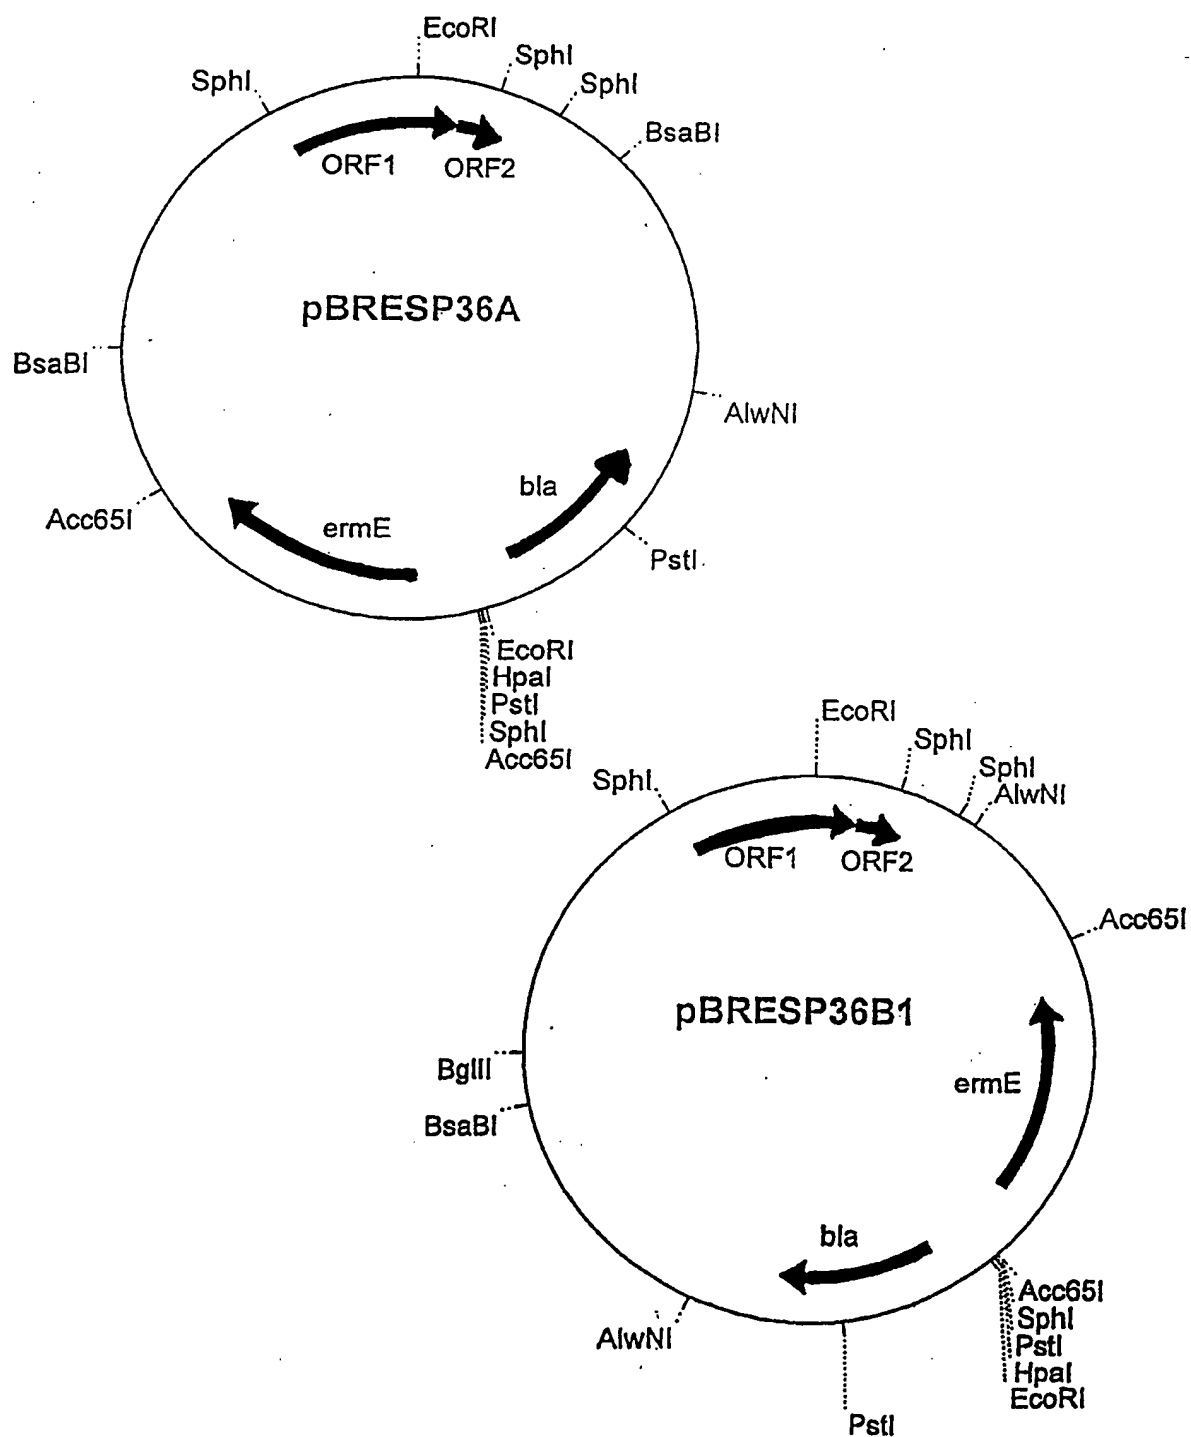 EcoRI
SphI
SphI
SphI
BsaBI
ORF1
ORF2
pBRESP36A
BsaBI
AlwNI
bla
Acc65I
ermE
PstI
EcoRI
HpaI
PstI
SphI
Acc65I
EcoRI
SphI
SphI
SphI
AlwNI
ORF1
ORF2
Acc65I
pBRESP36B1
BglII
ermE
BsaBI
bla
Acc65I
SphI
AlwNI
PstI
HpaI
EcoRI
PstI